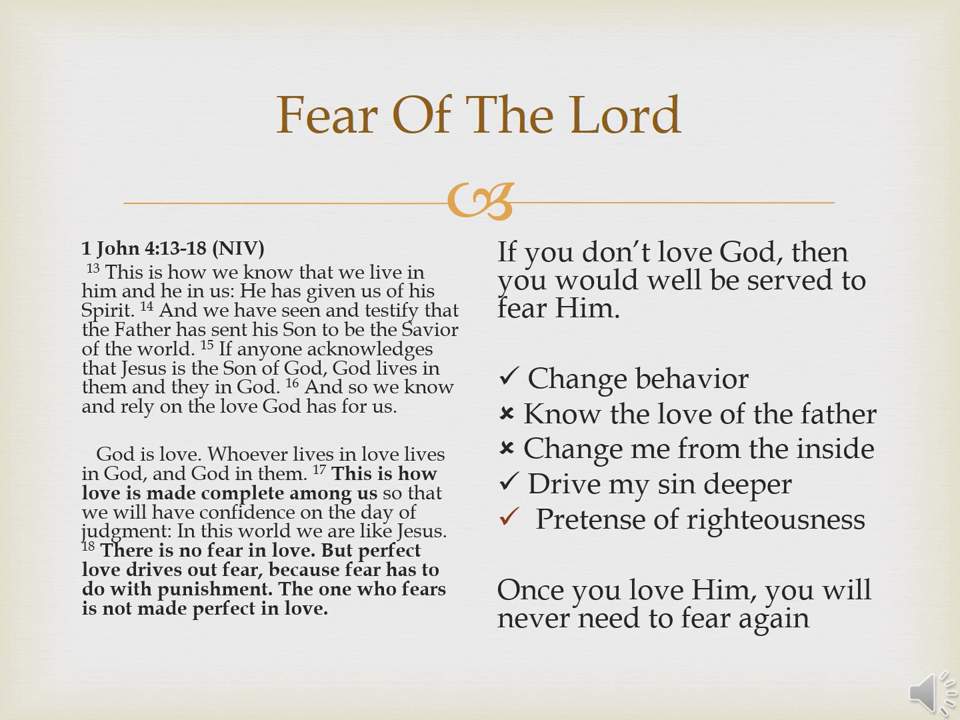 Fear Of The Lord
1 John 4:13-18 (NIV)
13 This is how we know that we live in
him and he in us: He has given us of his
Spirit. 14 And we have seen and testify that
the Father has sent his Son to be the Savior
of the world. 15 If anyone acknowledges
that Jesus is the Son of God, God lives in
them and they in God. 16 And so we know
and rely on the love God has for us.
God is love. Whoever lives in love lives
in God, and God in them. 17 This is how
love is made complete among us so that
we will have confidence on the day of
judgment: In this world we are like Jesus.
18 There is no fear in love. But perfect
love drives out fear, because fear has to
do with punishment. The one who fears
is not made perfect in love.
If you don’t love God, then
you would well be served to
fear Him.
✓ Change behavior
✗ Know the love of the father
✗ Change me from the inside
✓ Drive my sin deeper
✓ Pretense of righteousness
Once you love Him, you will
never need to fear again